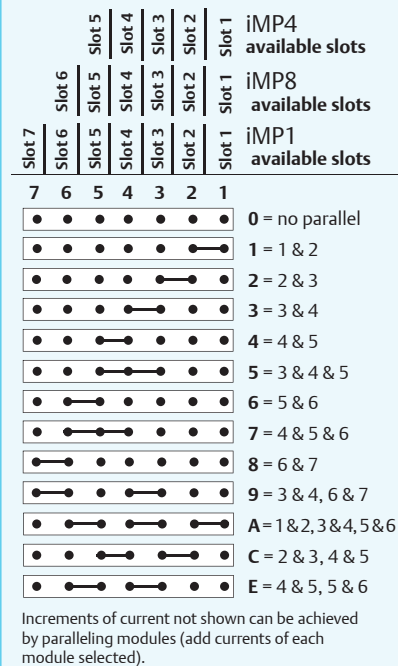 Slot 5 Slot 4 Slot 3 Slot 2 Slot 1 iMP4
available slots
Slot 6 Slot 5 Slot 4 Slot 3 Slot 2 Slot 1 iMP8
available slots
Slot 7 Slot 6 Slot 5 Slot 4 Slot 3 Slot 2 Slot 1 iMP1
available slots
7 6 5 4 3 2 1
0 = no parallel
1 = 1 & 2
2 = 2 & 3
3 = 3 & 4
4 = 4 & 5
5 = 3 & 4 & 5
6 = 5 & 6
7 = 4 & 5 & 6
8 = 6 & 7
9 = 3 & 4, 6 & 7
A = 1 & 2, 3 & 4, 5 & 6
C = 2 & 3, 4 & 5
E = 4 & 5, 5 & 6
Increments of current not shown can be achieved
by paralleling modules (add currents of each
module selected).